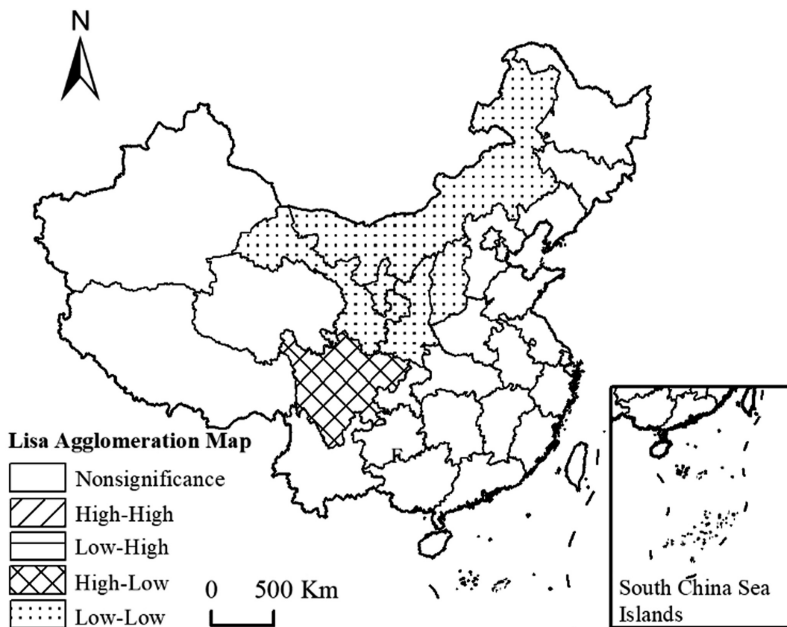 N
Lisa Agglomeration Map
Nonsignificance
High-High
Low-High
High-Low
Low-Low
0 500 Km
South China Sea
Islands